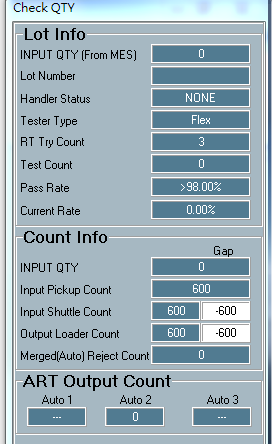 Check QTY
Lot Info
INPUT QTY (From MES) 0
Lot Number
Handler Status NONE
Tester Type Flex
RT Try Count 3
Test Count 0
Pass Rate >98.00%
Current Rate 0.00%
Count Info
Gap
INPUT QTY 0
Input Pickup Count 600
Input Shuttle Count 600 -600
Output Loader Count 600 -600
Merged(Auto) Reject Count 0
ART Output Count
Auto 1 Auto 2 Auto 3
--- 0 ---